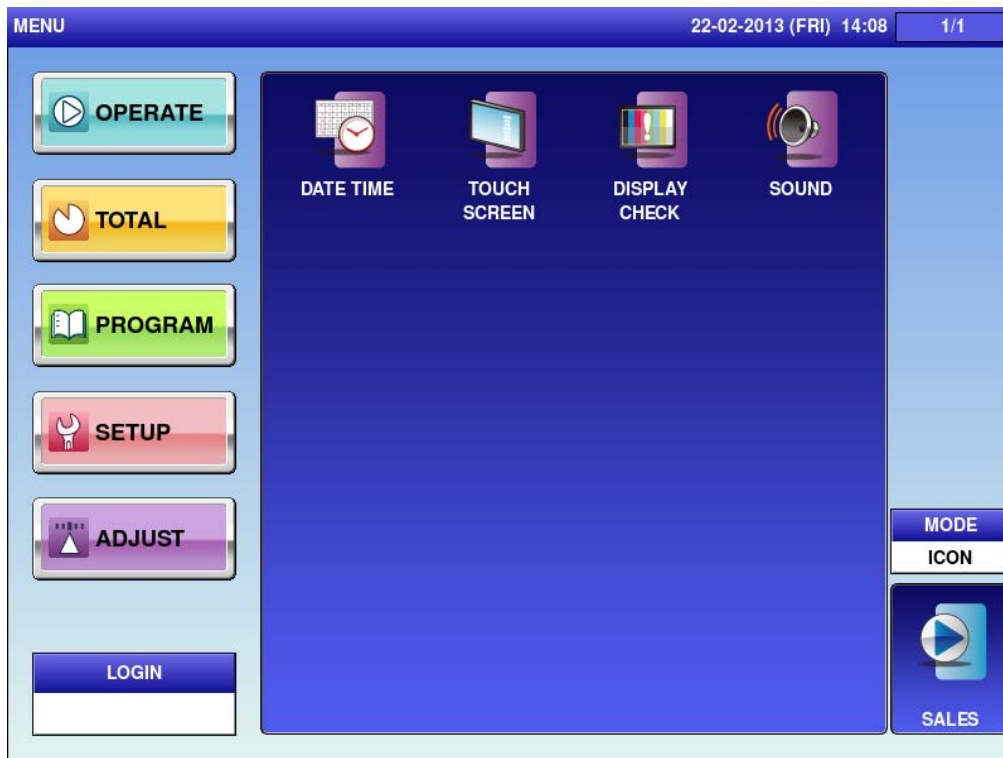 MENU
22-02-2013 (FRI) 14:08
1/1
OPERATE
TOTAL
PROGRAM
SETUP
ADJUST
LOGIN
DATE TIME
TOUCH
SCREEN
DISPLAY
CHECK
SOUND
MODE
ICON
SALES